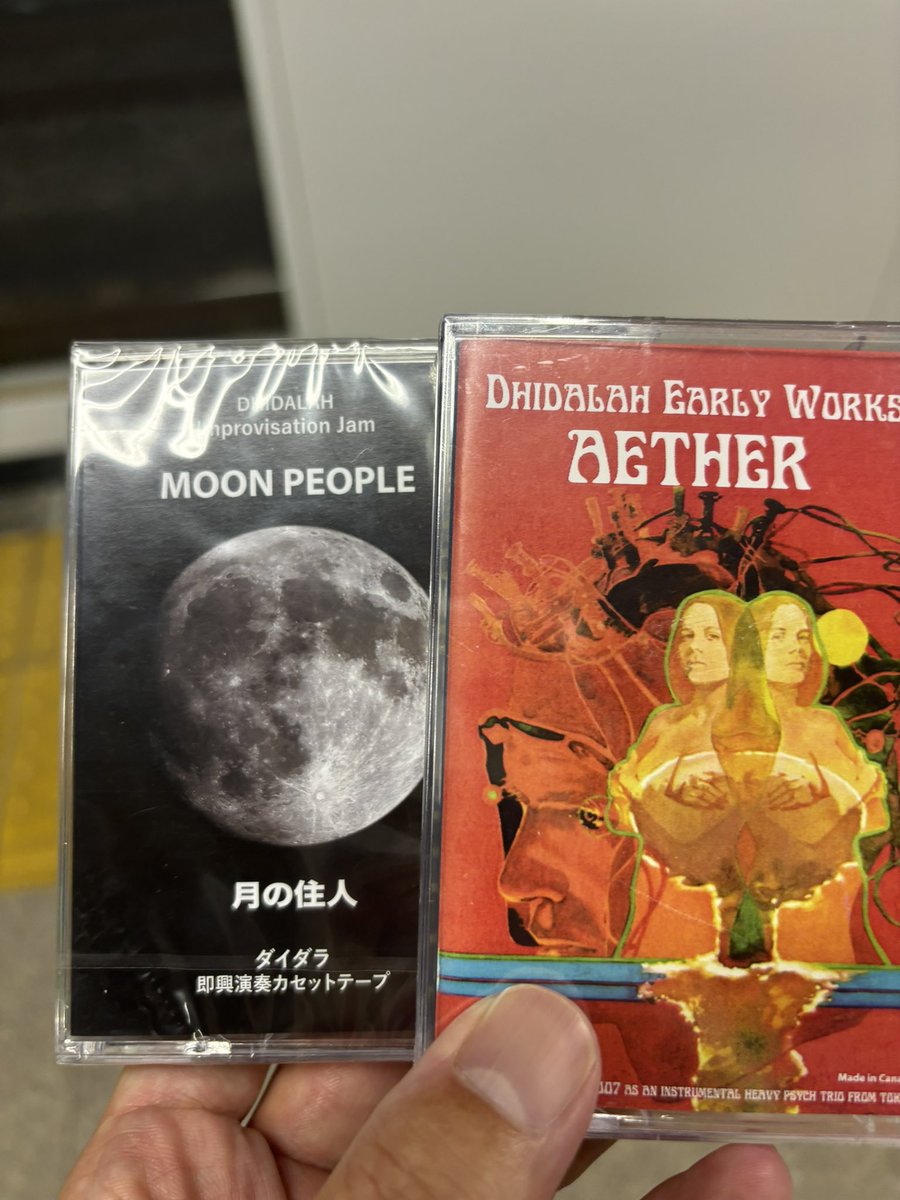 DHIDALAH
Improvisation Jam
MOON PEOPLE
月の住人
ダイダラ
即興演奏カセットテープ
DHIDALAH EARLY WORKS
AETHER
Made in
007 AS AN INSTRUMENTAL HEAVY PSYCH TRIO FROM